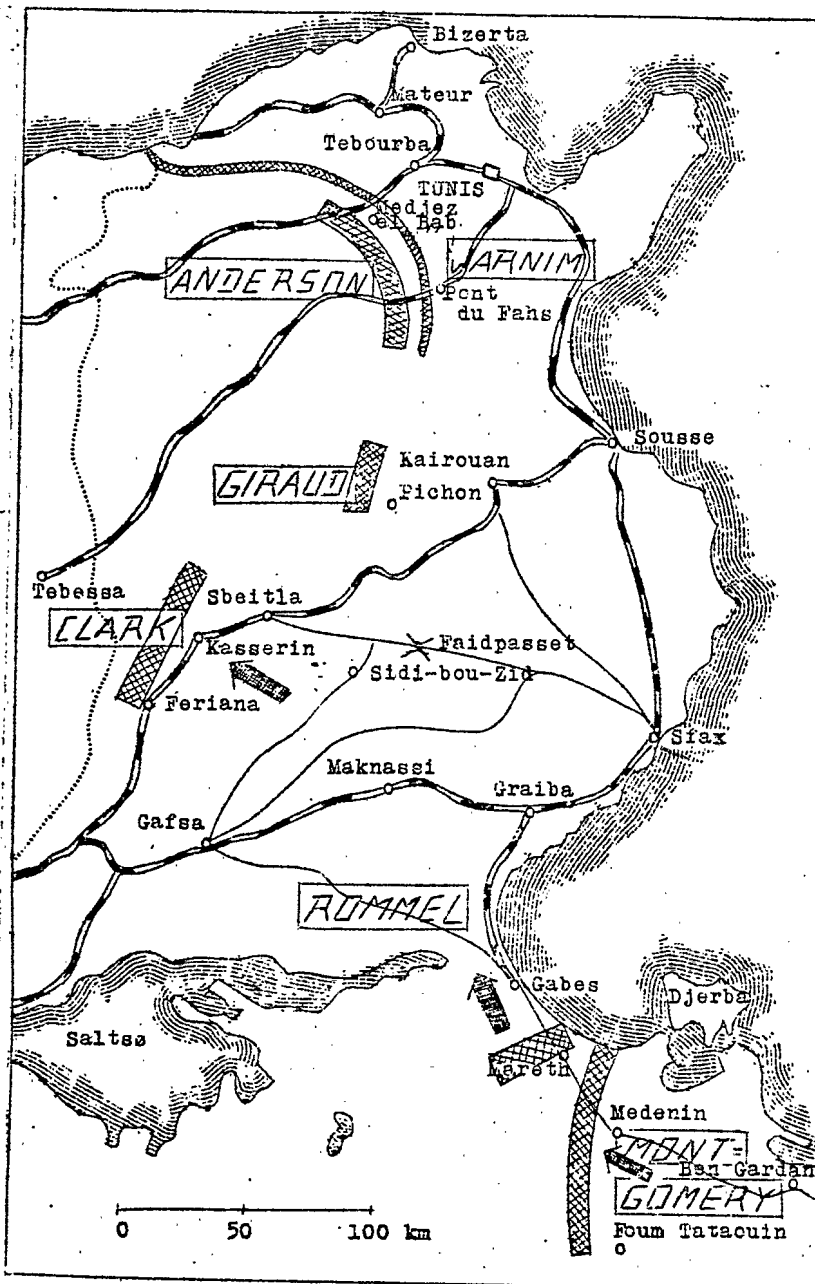 Bizerta
Mateur
Tebourba
TUNIS
Medjez
el Bab
ANDERSON
ARNIM
Pont
du Fahs
Sousse
Kairouan
GIRAUD
Pichon
Tebessa
Sbeitla
CLARK
Kasserin
Faidpasset
Sidi-bou-Zid
Feriana
Sfax
Maknassi
Graiba
Gafsa
ROMMEL
Gabes
Djerba
Saltsø
Mareth
Medenin
MONT=
Ben Gardan
GOMERY
Foum Tataouin
0 50 100 km